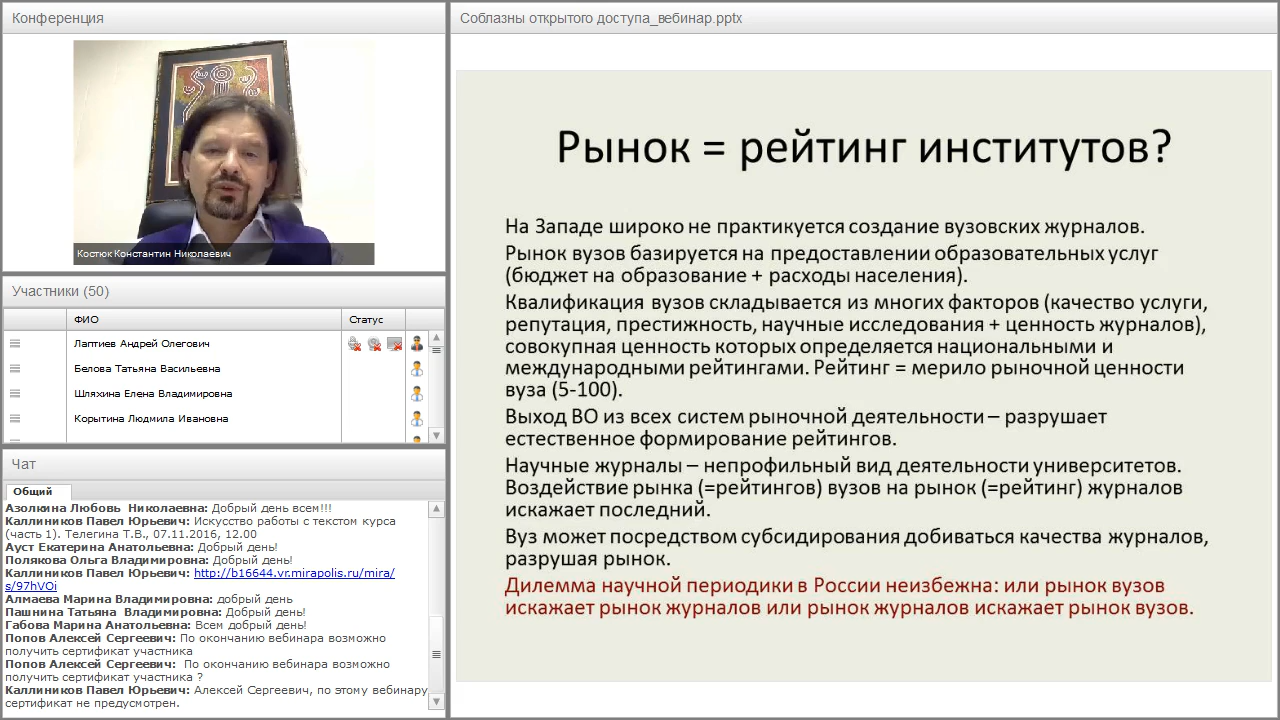 Конференция
Костюк Константин Николаевич
Участники (50)
ФИО
Статус
Лаптиев Андрей Олегович
Белова Татьяна Васильевна
Шляхина Елена Владимировна
Корытина Людмила Ивановна
Чат
Общий
Азолкина Любовь  Николаевна: Добрый день всем!!!
Каллиников Павел Юрьевич: Искусство работы с текстом курса
(часть 1). Телегина Т.В., 07.11.2016, 12.00
Ауст Екатерина Анатольевна: Добрый день!
Полякова Ольга Владимировна: Добрый день!
Каллиников Павел Юрьевич: http://b16644.vr.mirapolis.ru/mira/
s/97hVOi
Алмаева Марина Владимировна: добрый день
Пашнина Татьяна  Владимировна: Добрый день!
Габова Марина Анатольевна: Всем добрый день!
Попов Алексей Сергеевич: По окончанию вебинара возможно
получить сертификат участника
Попов Алексей Сергеевич:  По окончанию вебинара возможно
получить сертификат участника ?
Каллиников Павел Юрьевич: Алексей Сергеевич, по этому вебинару
сертификат не предусмотрен.
Соблазны открытого доступа_вебинар.pptx
Рынок = рейтинг институтов?
На Западе широко не практикуется создание вузовских журналов.
Рынок вузов базируется на предоставлении образовательных услуг
(бюджет на образование + расходы населения).
Квалификация вузов складывается из многих факторов (качество услуги,
репутация, престижность, научные исследования + ценность журналов),
совокупная ценность которых определяется национальными и
международными рейтингами. Рейтинг = мерило рыночной ценности
вуза (5-100).
Выход ВО из всех систем рыночной деятельности – разрушает
естественное формирование рейтингов.
Научные журналы – непрофильный вид деятельности университетов.
Воздействие рынка (=рейтингов) вузов на рынок (=рейтинг) журналов
искажает последний.
Вуз может посредством субсидирования добиваться качества журналов,
разрушая рынок.
Дилемма научной периодики в России неизбежна: или рынок вузов
искажает рынок журналов или рынок журналов искажает рынок вузов.